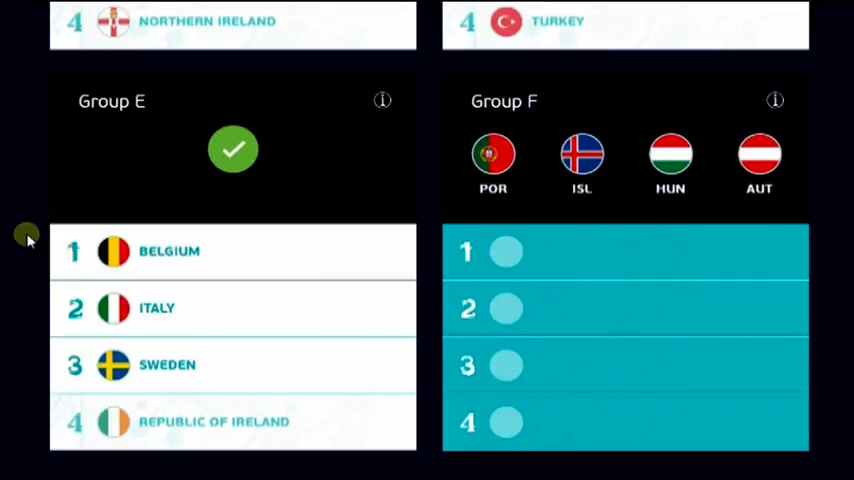 4 NORTHERN IRELAND
4 TURKEY
Group E
Group F
POR ISL HUN AUT
1 BELGIUM
2 ITALY
3 SWEDEN
4 REPUBLIC OF IRELAND
1
2
3
4